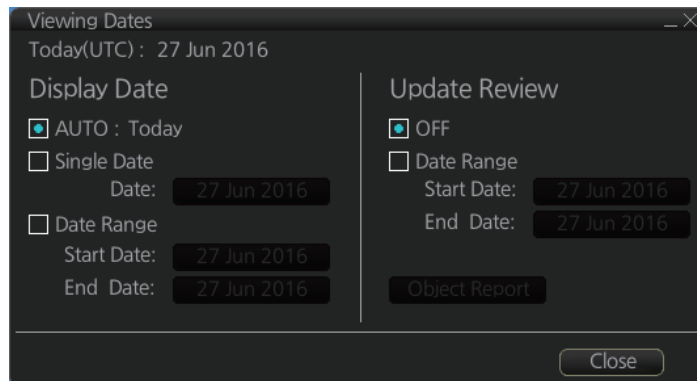 Viewing Dates
Today(UTC) : 27 Jun 2016
Display Date
AUTO : Today
Single Date
Date: 27 Jun 2016
Date Range
Start Date: 27 Jun 2016
End Date: 27 Jun 2016
Update Review
OFF
Date Range
Start Date: 27 Jun 2016
End Date: 27 Jun 2016
Object Report
Close